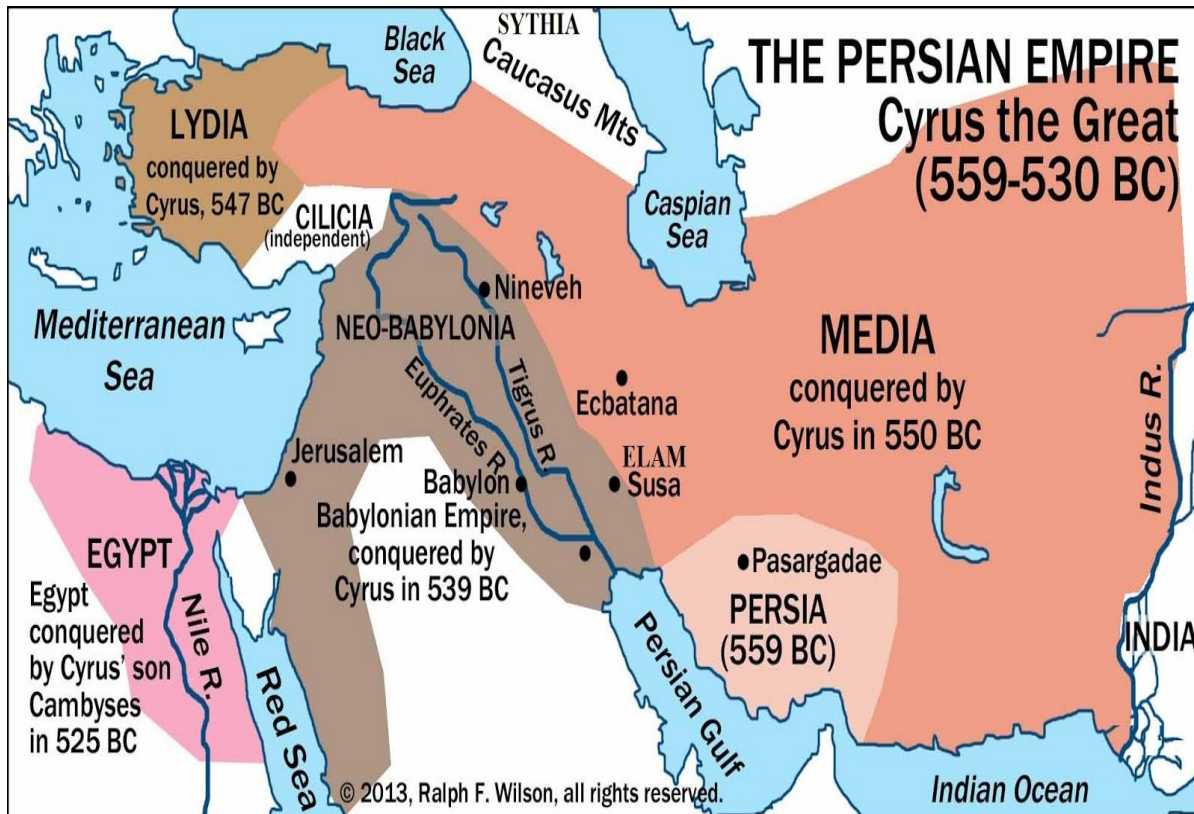 THE PERSIAN EMPIRE
Cyrus the Great
(559-530 BC)
SYTHIA
Black
Sea
Caucasus Mts
LYDIA
conquered by
Cyrus, 547 BC
CILICIA
(independent)
Caspian
Sea
Nineveh
Mediterranean
Sea
NEO-BABYLONIA
MEDIA
conquered by
Cyrus in 550 BC
Euphrates R.
Tigrus R.
Ecbatana
Indus R.
Jerusalem
ELAM
Babylon
Susa
Babylonian Empire,
conquered by
Cyrus in 539 BC
EGYPT
Egypt
conquered
by Cyrus' son
Cambyses
in 525 BC
Nile R.
Red Sea
Pasargadae
PERSIA
(559 BC)
Persian Gulf
INDIA
Indian Ocean
© 2013, Ralph F. Wilson, all rights reserved.